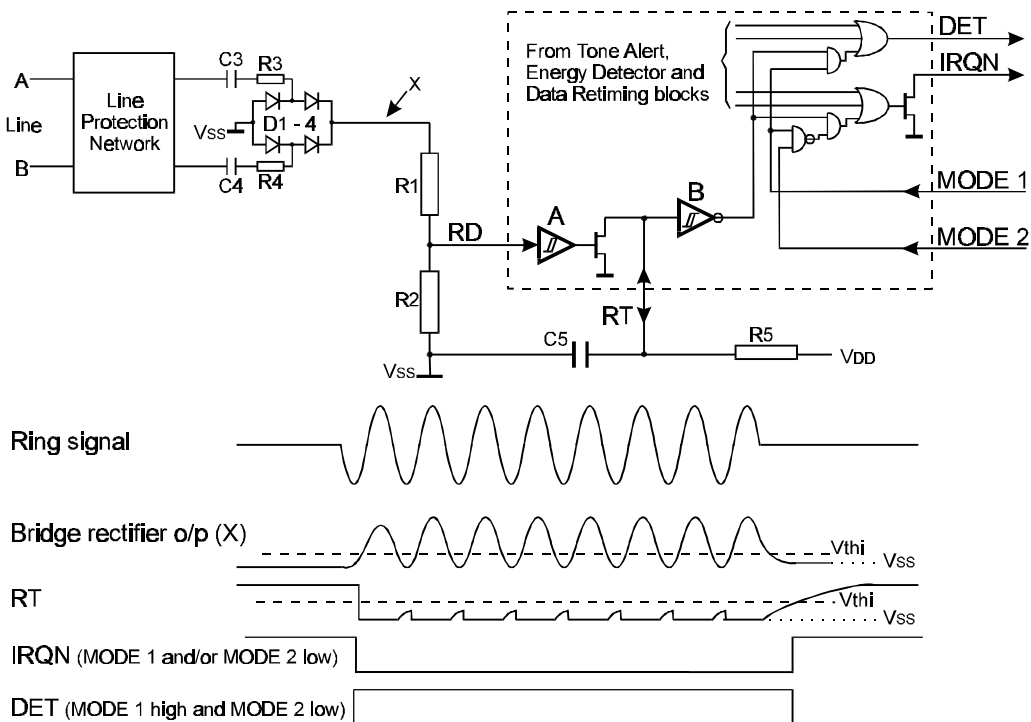 DET
IRQN
From Tone Alert,
Energy Detector and
Data Retiming blocks
C3
R3
X
A
Line
B
Line
Protection
Network
VSS
D1 - 4
C4
R4
R1
RD
A
B
MODE 1
MODE 2
R2
RT
C5
R5
VSS
VDD
Ring signal
Bridge rectifier o/p (X)
Vthi
VSS
RT
Vthi
VSS
IRQN (MODE 1 and/or MODE 2 low)
DET (MODE 1 high and MODE 2 low)